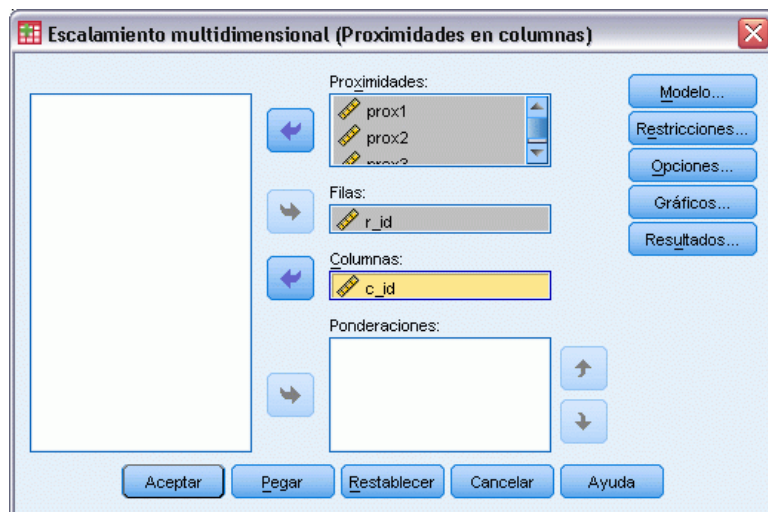 Escalamiento multidimensional (Proximidades en columnas)
Proximidades:
prox1
prox2
prox3
Filas:
r_id
Columnas:
c_id
Ponderaciones:
Modelo...
Restricciones...
Opciones...
Gráficos...
Resultados...
Aceptar
Pegar
Restablecer
Cancelar
Ayuda